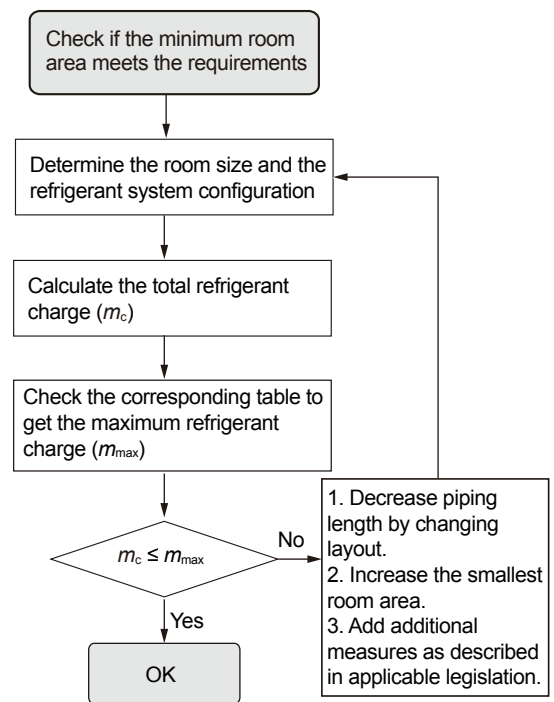 Check if the minimum room
area meets the requirements
Determine the room size and the
refrigerant system configuration
Calculate the total refrigerant
charge (mc)
Check the corresponding table to
get the maximum refrigerant
charge (mmax)
mc ≤ mmax
No
Yes
OK
1. Decrease piping
length by changing
layout.
2. Increase the smallest
room area.
3. Add additional
measures as described
in applicable legislation.